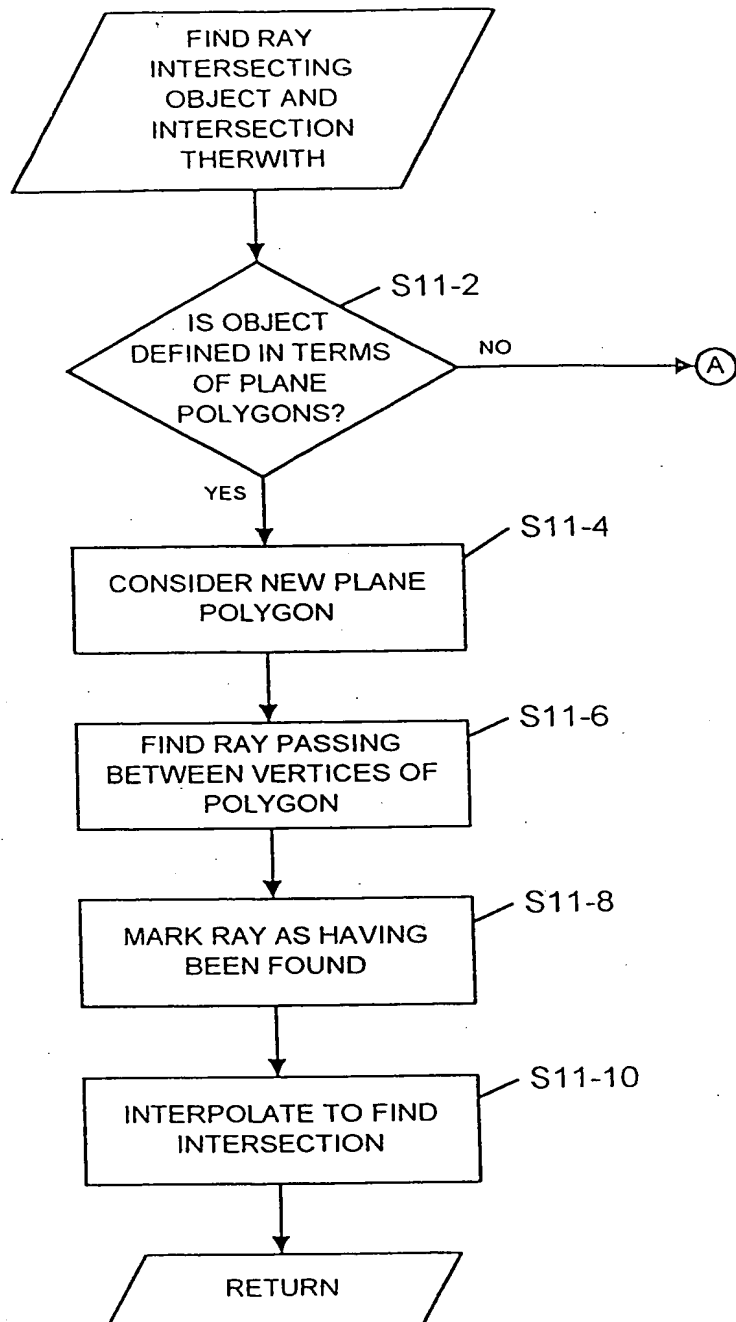 FIND RAY
INTERSECTING
OBJECT AND
INTERSECTION
THERWITH
S11-2
IS OBJECT
DEFINED IN TERMS
OF PLANE
POLYGONS?
NO
A
YES
S11-4
CONSIDER NEW PLANE
POLYGON
S11-6
FIND RAY PASSING
BETWEEN VERTICES OF
POLYGON
S11-8
MARK RAY AS HAVING
BEEN FOUND
S11-10
INTERPOLATE TO FIND
INTERSECTION
RETURN